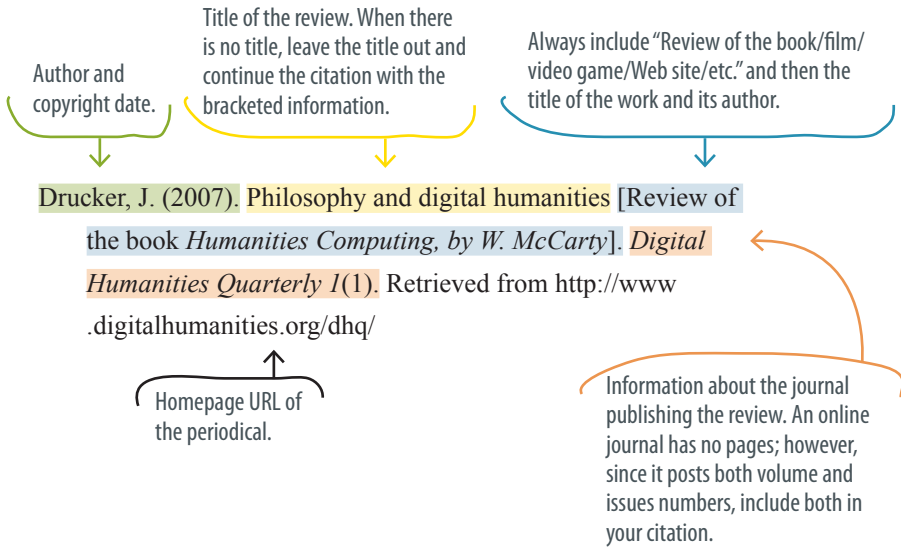 Author and
copyright date.
Title of the review. When there
is no title, leave the title out and
continue the citation with the
bracketed information.
Always include “Review of the book/film/
video game/Web site/etc.” and then the
title of the work and its author.
Drucker, J. (2007). Philosophy and digital humanities [Review of
the book Humanities Computing, by W. McCarty]. Digital
Humanities Quarterly 1(1). Retrieved from http://www
.digitalhumanities.org/dhq/
Homepage URL of
the periodical.
Information about the journal
publishing the review. An online
journal has no pages; however,
since it posts both volume and
issues numbers, include both in
your citation.